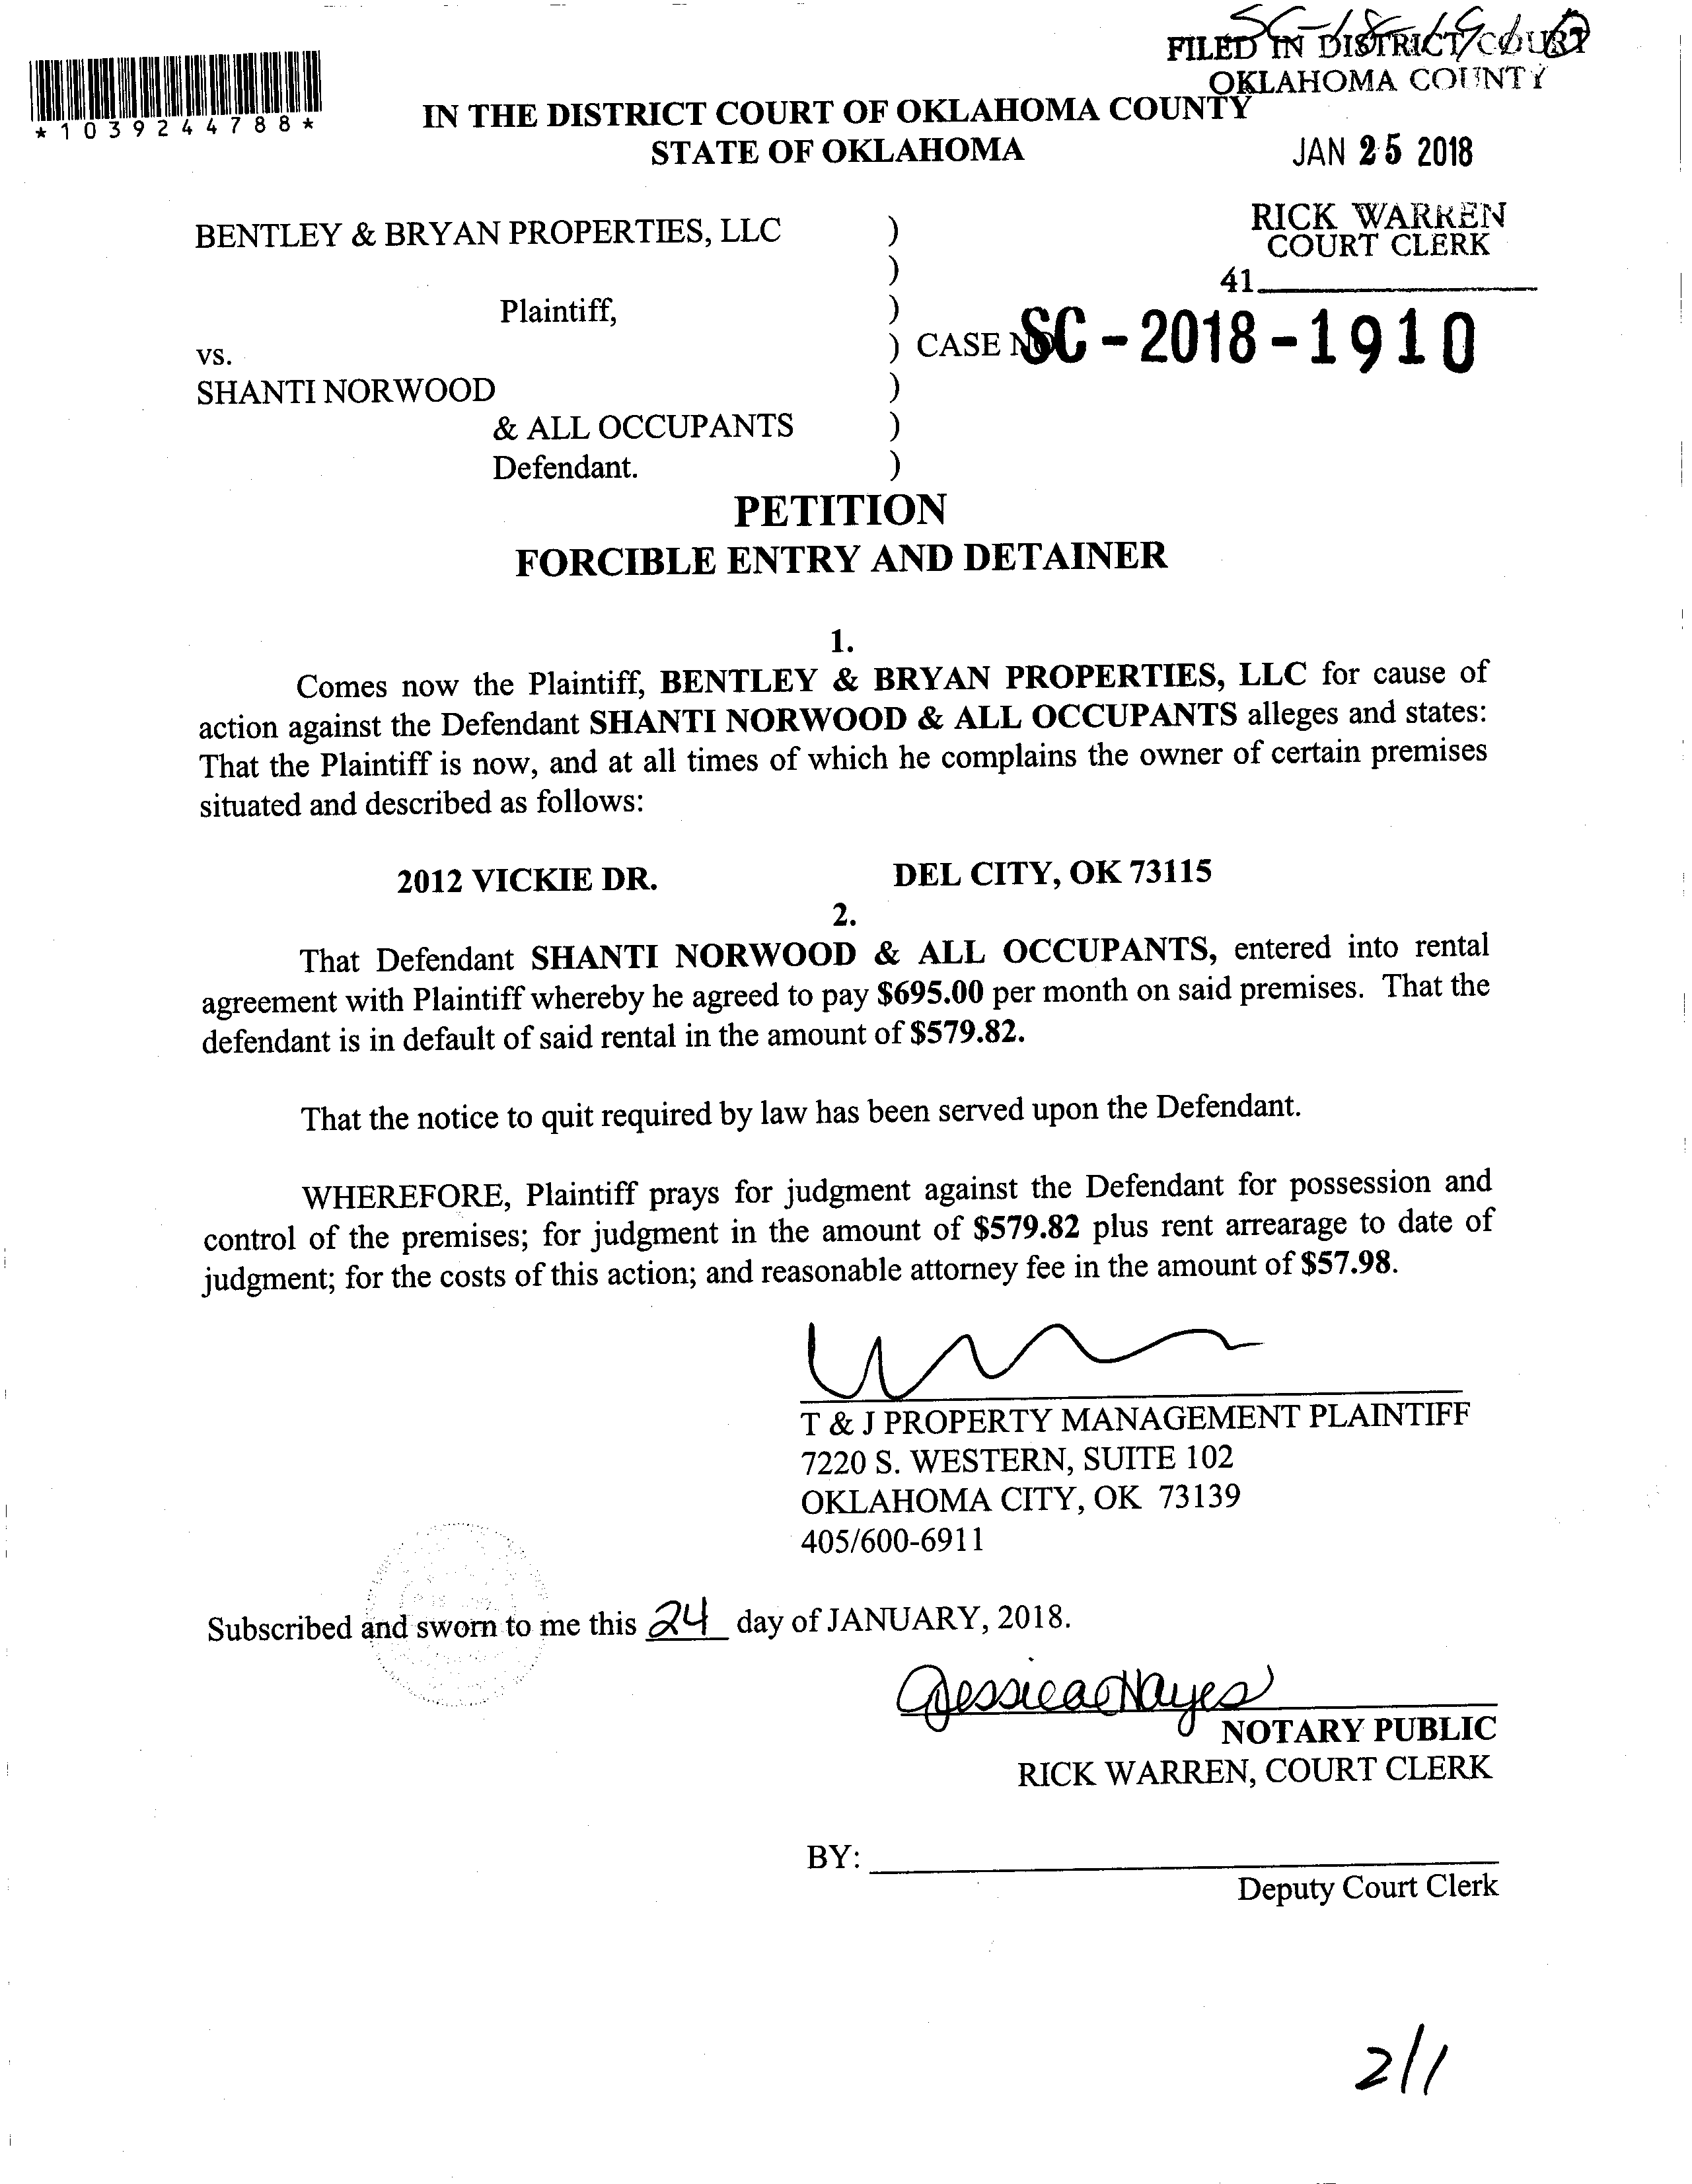 SC-18-1910
FILED IN DISTRICT COURT
OKLAHOMA COUNTY
*1039244788*
IN THE DISTRICT COURT OF OKLAHOMA COUNTY
STATE OF OKLAHOMA
JAN 25 2018
BENTLEY & BRYAN PROPERTIES, LLC )
RICK WARREN
COURT CLERK
)
41
Plaintiff, )
vs. ) CASE NO. SC-2018-1910
SHANTI NORWOOD )
& ALL OCCUPANTS )
Defendant. )
PETITION
FORCIBLE ENTRY AND DETAINER
1.
Comes now the Plaintiff, BENTLEY & BRYAN PROPERTIES, LLC for cause of
action against the Defendant SHANTI NORWOOD & ALL OCCUPANTS alleges and states:
That the Plaintiff is now, and at all times of which he complains the owner of certain premises
situated and described as follows:
2012 VICKIE DR. DEL CITY, OK 73115
2.
That Defendant SHANTI NORWOOD & ALL OCCUPANTS, entered into rental
agreement with Plaintiff whereby he agreed to pay $695.00 per month on said premises. That the
defendant is in default of said rental in the amount of $579.82.
That the notice to quit required by law has been served upon the Defendant.
WHEREFORE, Plaintiff prays for judgment against the Defendant for possession and
control of the premises; for judgment in the amount of $579.82 plus rent arrearage to date of
judgment; for the costs of this action; and reasonable attorney fee in the amount of $57.98.
T & J PROPERTY MANAGEMENT PLAINTIFF
7220 S. WESTERN, SUITE 102
OKLAHOMA CITY, OK 73139
405/600-6911
Subscribed and sworn to me this 24 day of JANUARY, 2018.
Jessica Hayes
NOTARY PUBLIC
RICK WARREN, COURT CLERK
BY:
Deputy Court Clerk
2/1